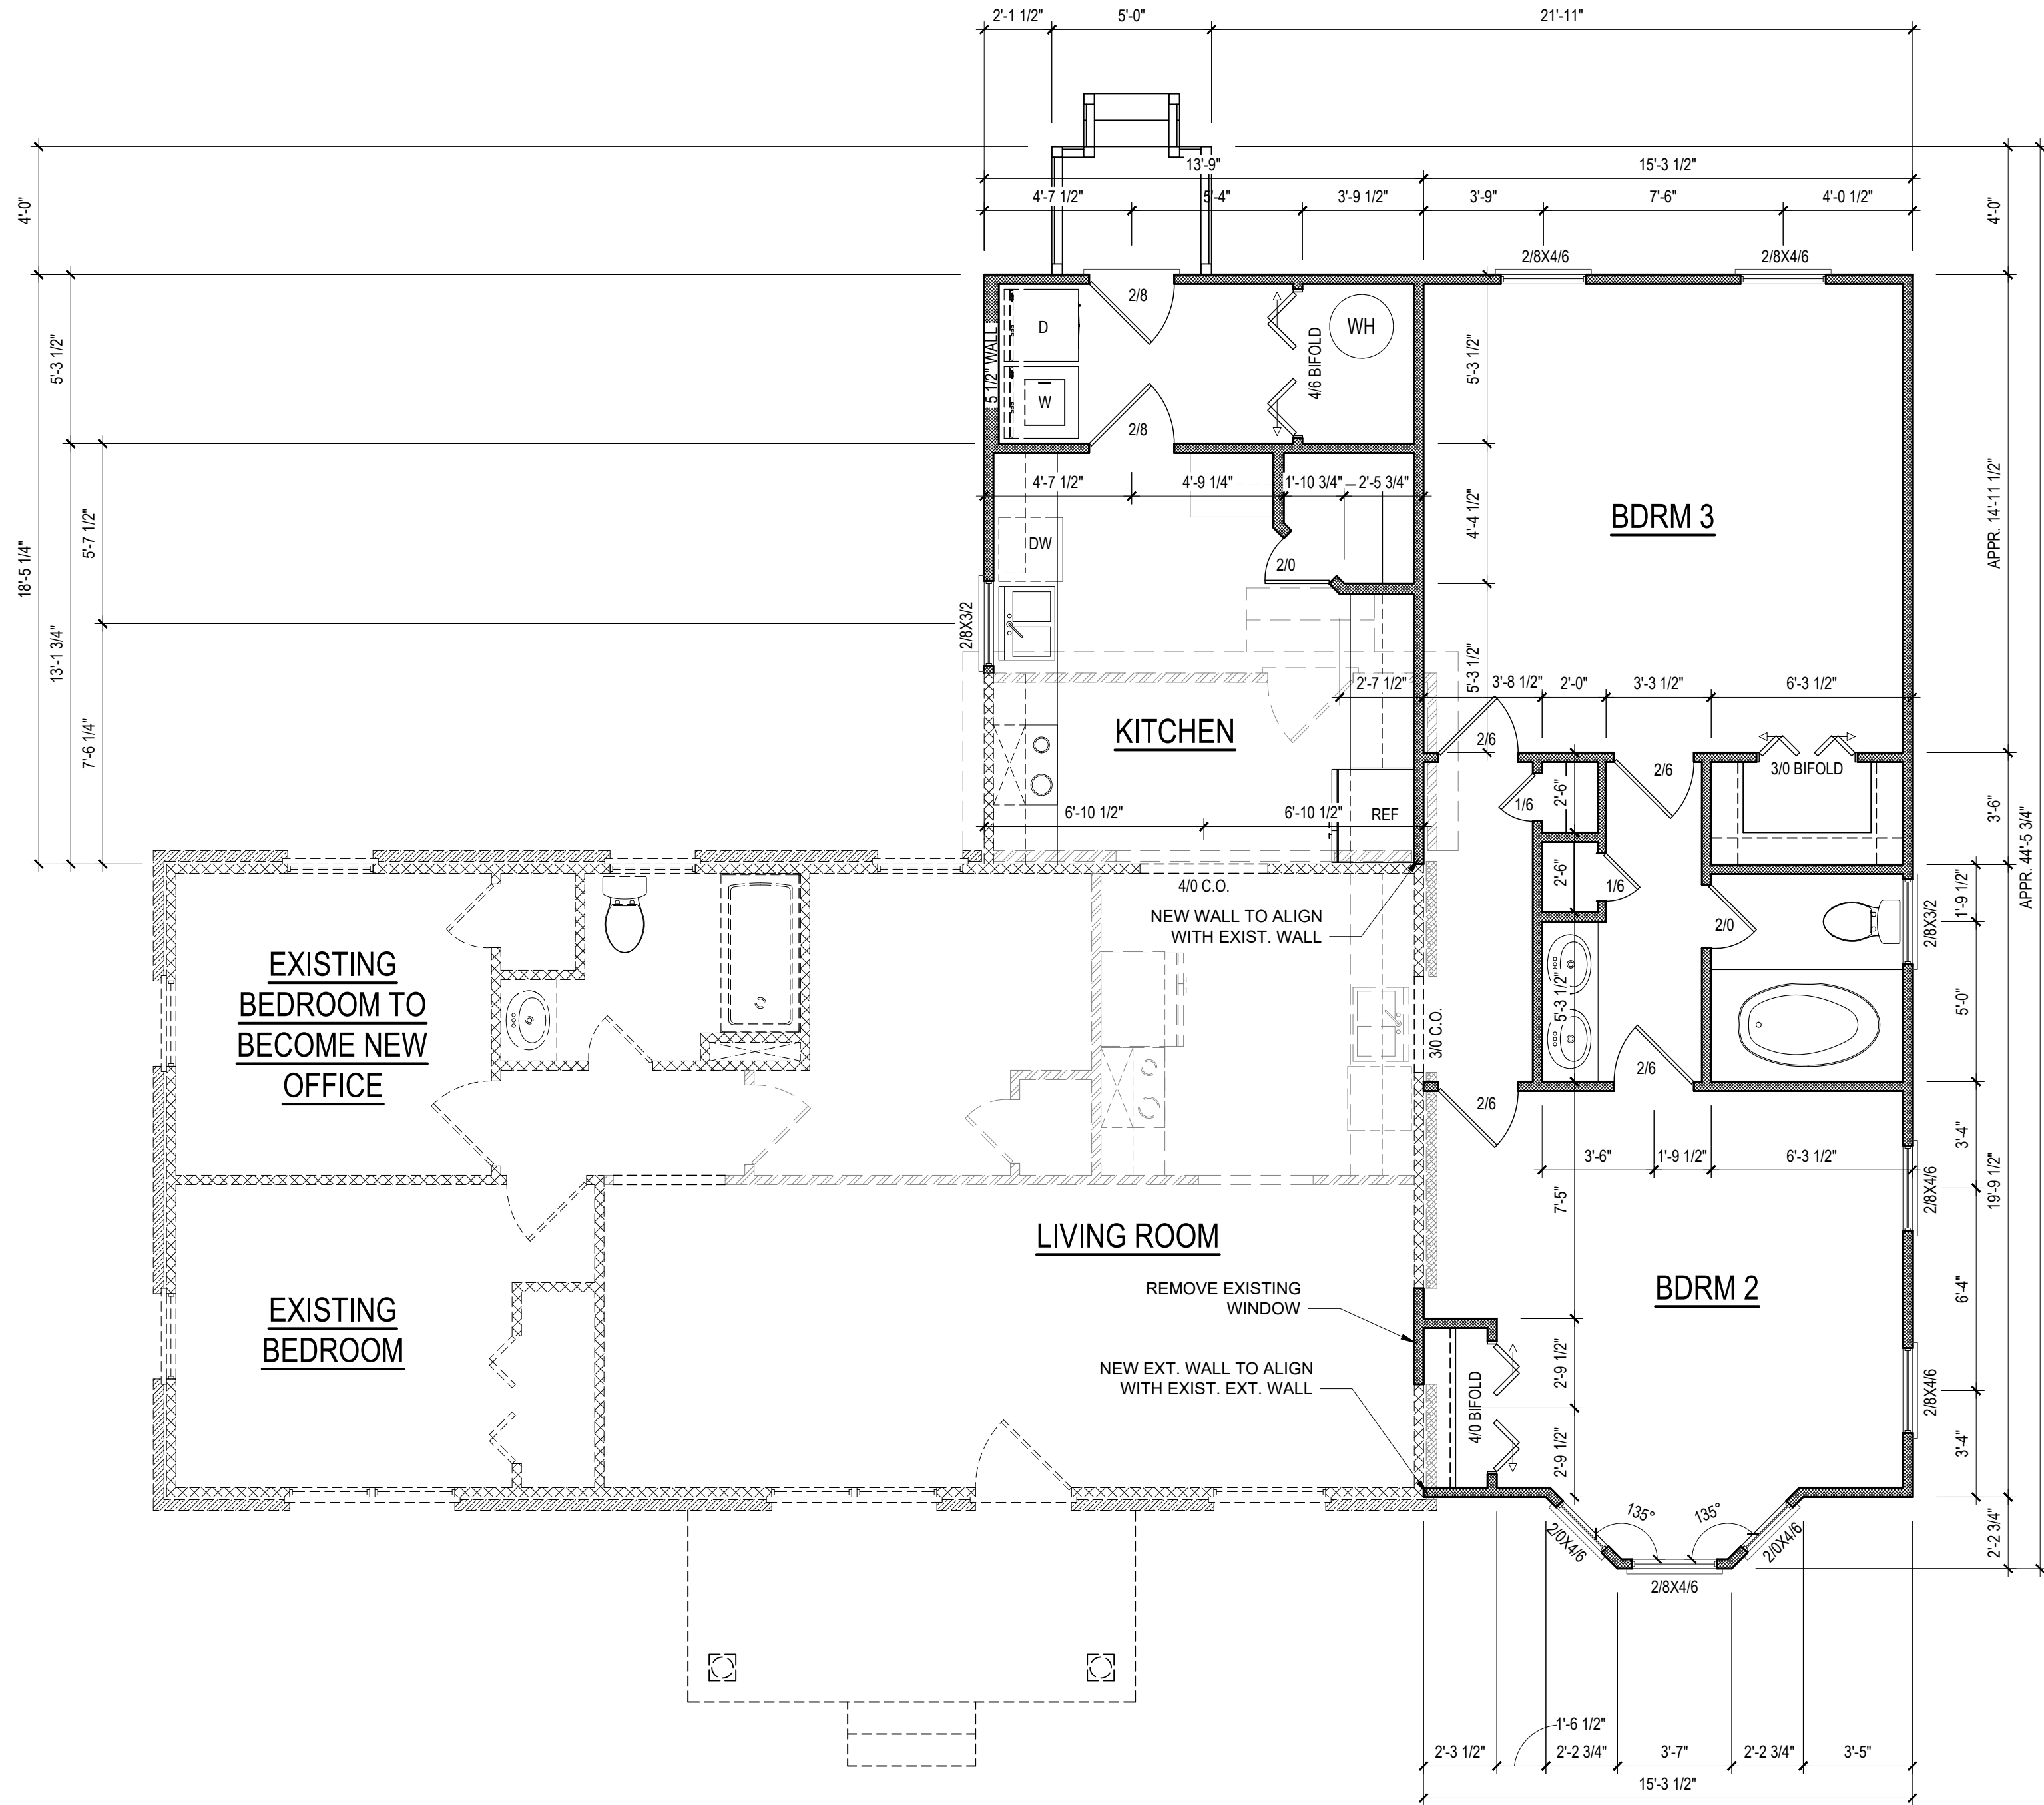 2'-1 1/2" 5'-0" 21'-11"
13'-9" 15'-3 1/2"
4'-7 1/2" 5'-4" 3'-9 1/2" 3'-9" 7'-6" 4'-0 1/2"
4'-0" 4'-0"
2/8X4/6 2/8X4/6
2/8
D
WH
5 1/2" WALL
4/6 BIFOLD
5'-3 1/2"
5'-3 1/2"
W
2/8
4'-7 1/2" 4'-9 1/4" 1'-10 3/4" 2'-5 3/4"
BDRM 3
4'-4 1/2"
5'-7 1/2"
18'-5 1/4"
APPR. 14'-11 1/2"
DW
2/0
2/8X3/2
13'-1 3/4"
5'-3 1/2"
2'-7 1/2" 3'-8 1/2" 2'-0" 3'-3 1/2" 6'-3 1/2"
7'-6 1/4"
KITCHEN
2/6
2/6
3/0 BIFOLD
1/6
2'-6"
3'-6"
6'-10 1/2" 6'-10 1/2"
REF
APPR. 44'-5 3/4"
4/0 C.O.
2'-6"
1/6
1'-9 1/2"
NEW WALL TO ALIGN
WITH EXIST. WALL
2/0
2/8X3/2
EXISTING
BEDROOM TO
BECOME NEW
OFFICE
5'-3 1/2"
5'-0"
3/0 C.O.
2/6
2/6
3'-4"
3'-6" 1'-9 1/2" 6'-3 1/2"
7'-5"
2/8X4/6
19'-9 1/2"
LIVING ROOM
EXISTING
BEDROOM
REMOVE EXISTING
WINDOW
BDRM 2
6'-4"
NEW EXT. WALL TO ALIGN
WITH EXIST. EXT. WALL
4/0 BIFOLD
2'-9 1/2"
2/8X4/6
2'-9 1/2"
3'-4"
135° 135°
2/0X4/6 2/0X4/6
2'-2 3/4"
2/8X4/6
1'-6 1/2"
2'-3 1/2" 2'-2 3/4" 3'-7" 2'-2 3/4" 3'-5"
15'-3 1/2"